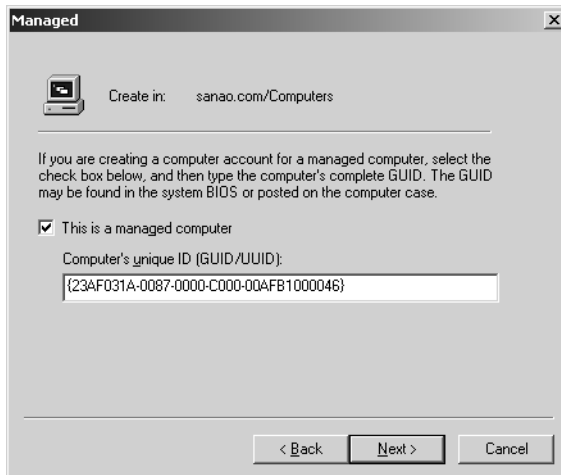 Managed
Create in: sanao.com/Computers
If you are creating a computer account for a managed computer, select the
check box below, and then type the computer's complete GUID. The GUID
may be found in the system BIOS or posted on the computer case.
This is a managed computer
Computer's unique ID (GUID/UUID):
{23AF031A-0087-0000-C000-00AFB1000046}
< Back Next > Cancel